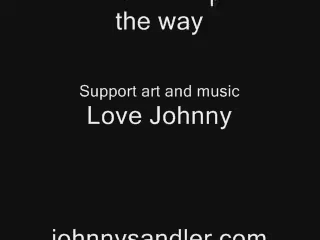 the way
Support art and music
Love Johnny
johnnysandler.com